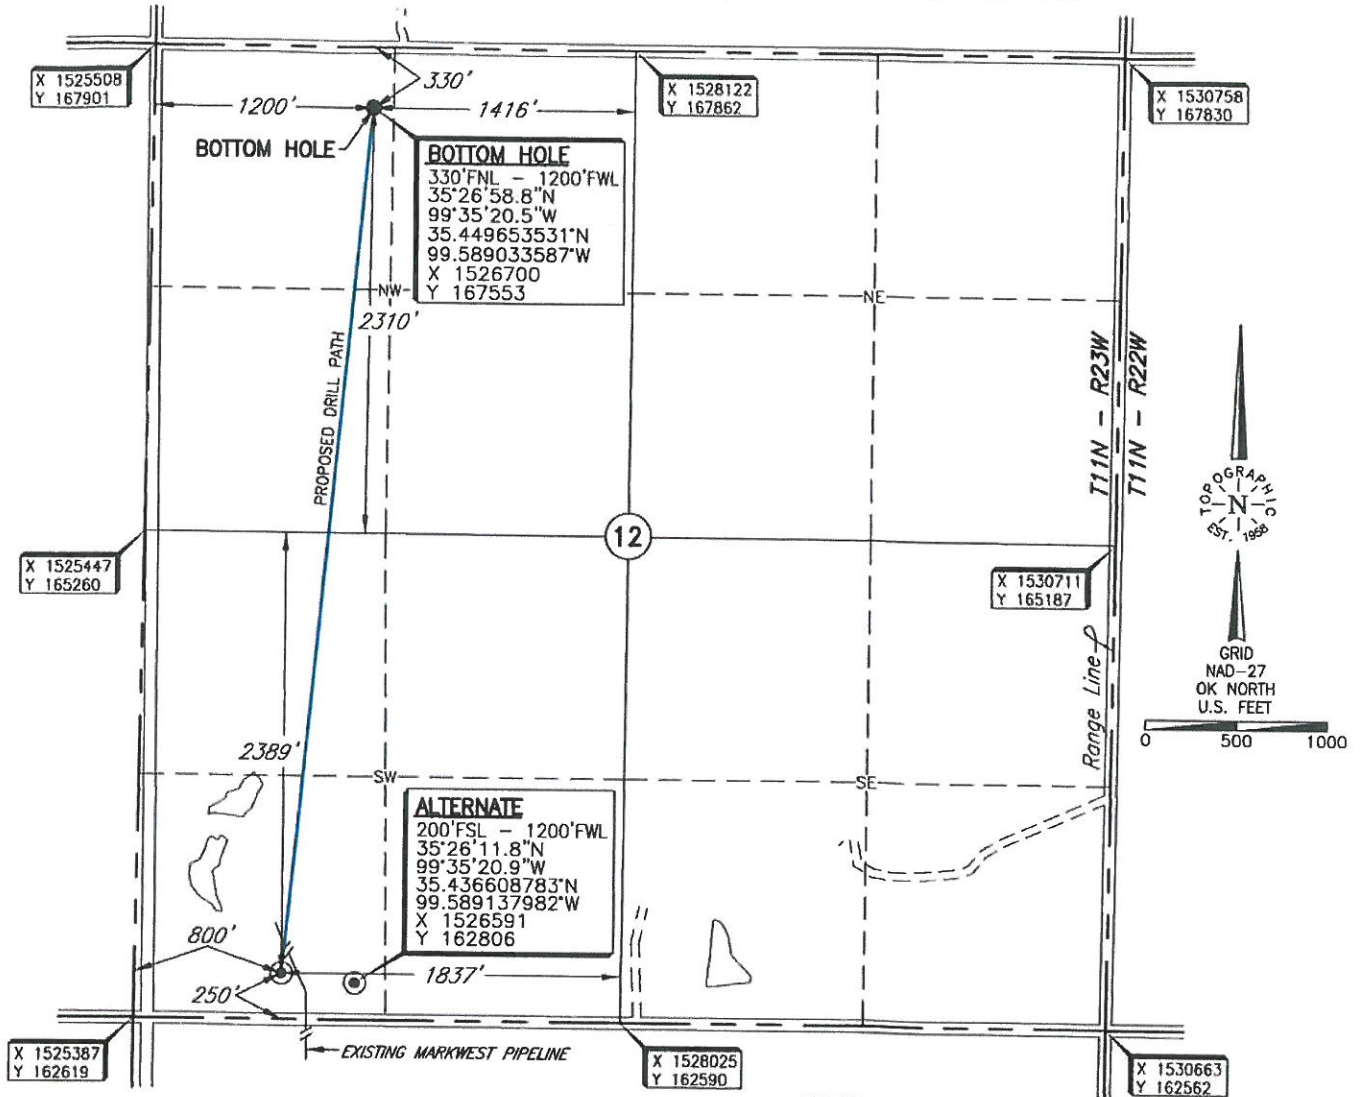 X 1525508
Y 167901
330'
1200'
1416'
X 1528122
Y 167862
X 1530758
Y 167830
BOTTOM HOLE
BOTTOM HOLE
330'FNL - 1200'FWL
35°26'58.8"N
99°35'20.5"W
35.449653531°N
99.589033587°W
X 1526700
Y 167553
NW
NE
2310'
PROPOSED DRILL PATH
T11N - R23W
T11N - R22W
TOPOGRAPHIC
N
EST. 1958
12
X 1525447
Y 165260
X 1530711
Y 165187
Range Line
GRID
NAD-27
OK NORTH
U.S. FEET
0 500 1000
2389'
SW
SE
ALTERNATE
200'FSL - 1200'FWL
35°26'11.8"N
99°35'20.9"W
35.436608783°N
99.589137982°W
X 1526591
Y 162806
800'
1837'
250'
EXISTING MARKWEST PIPELINE
X 1525387
Y 162619
X 1528025
Y 162590
X 1530663
Y 162562